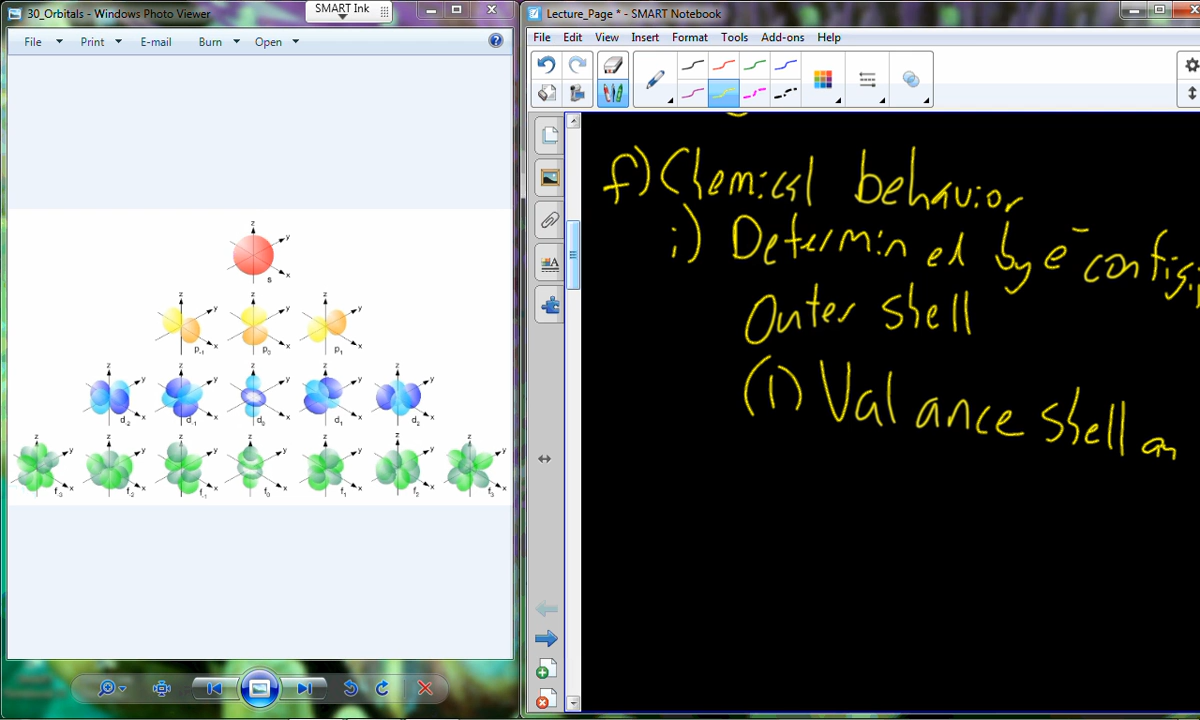 30_Orbitals - Windows Photo Viewer
SMART Ink
File Print E-mail Burn Open
z
y
x
s
z y x p-1
z y x p0
z y x p1
z y x d-2
z y x d-1
z y x d0
z y x d1
z y x d2
z y x f-3
z y x f-2
z y x f-1
z y x f0
z y x f1
z y x f2
z y x f3
Lecture_Page * - SMART Notebook
File Edit View Insert Format Tools Add-ons Help
f) Chemical behavior
i) Determined by e- config.
Outer shell
(1) Valance shell an